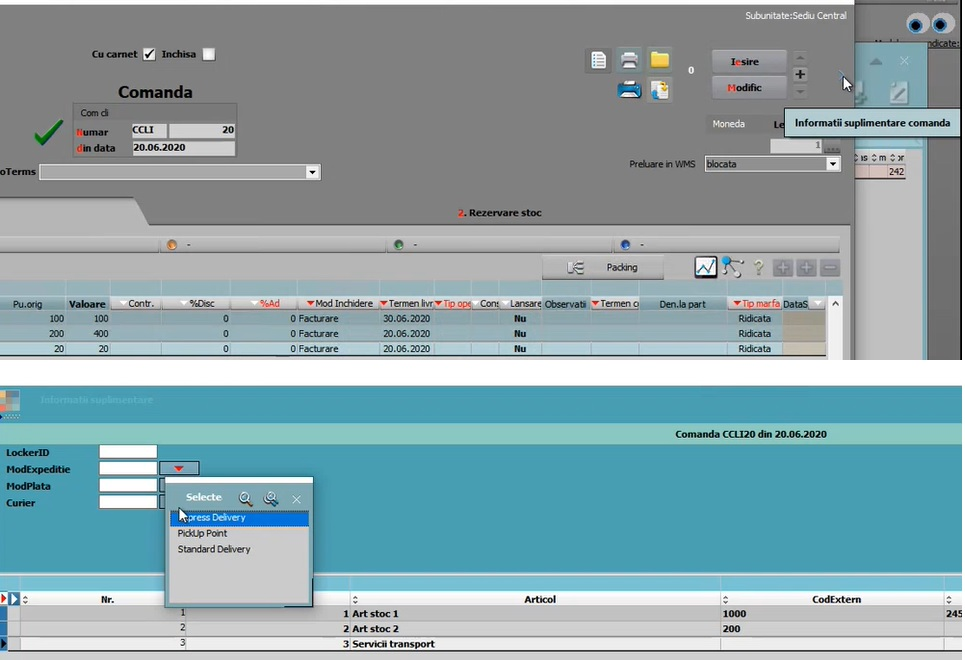 Subunitate:Sediu Central
Cu carnet Inchisa
0
Iesire
Modific
Comanda
Com cli
Numar CCLI 20
din data 20.06.2020
Moneda Le
Informatii suplimentare comanda
1
Preluare in WMS blocata
oTerms
242
2. Rezervare stoc
- - -
Packing
Pu.orig Valoare Contr. %Disc %Ad Mod Inchidere Termen livr Tip ope Cons Lansare Observatii Termen c Den.la part Tip marfa DataS
100 100 0 0 Facturare 30.06.2020 Nu Ridicata
200 400 0 0 Facturare 20.06.2020 Nu Ridicata
20 20 0 0 Facturare 20.06.2020 Nu Ridicata
Informatii suplimentare
Comanda CCLI20 din 20.06.2020
LockerID
ModExpeditie
ModPlata
Curier
Selecte
press Delivery
PickUp Point
Standard Delivery
Nr. Articol CodExtern
1 1 Art stoc 1 1000 245
2 2 Art stoc 2 200
3 3 Servicii transport